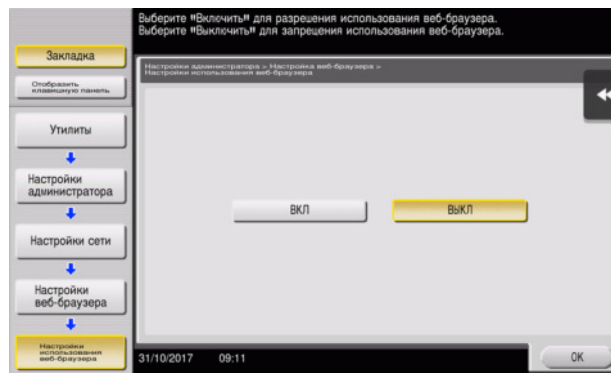 Выберите "Включить" для разрешения использования веб-браузера.
Выберите "Выключить" для запрещения использования веб-браузера.
Закладка
Отобразить
клавишную панель
Утилиты
Настройки
администратора
Настройки сети
Настройки
веб-браузера
Настройки
использования
веб-браузера
Настройки администратора > Настройка веб-браузера >
Настройки использования веб-браузера
ВКЛ
ВЫКЛ
31/10/2017 09:11
OK